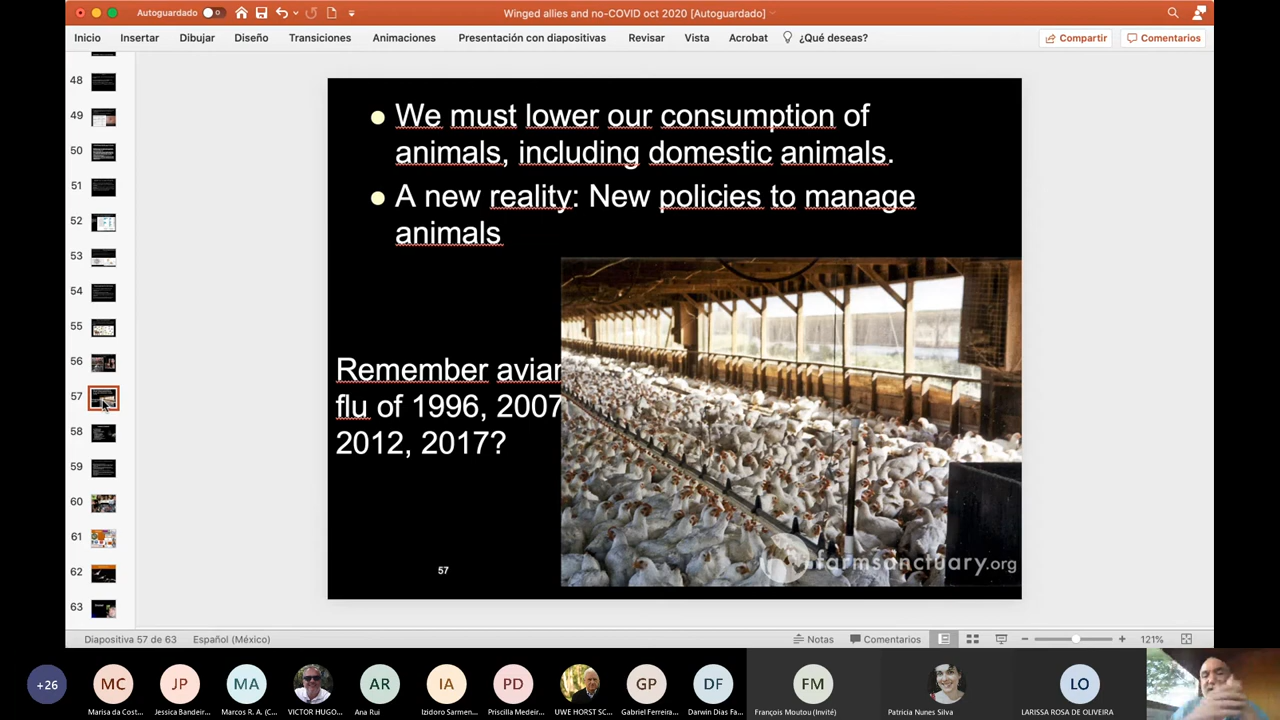 Autoguardado
Winged allies and no-COVID oct 2020 [Autoguardado]
Inicio
Insertar
Dibujar
Diseño
Transiciones
Animaciones
Presentación con diapositivas
Revisar
Vista
Acrobat
¿Qué deseas?
Compartir
Comentarios
48
49
50
51
52
53
54
55
56
57
58
59
60
61
62
63
We must lower our consumption of
animals, including domestic animals.
A new reality: New policies to manage
animals
Remember avian
flu of 1996, 2007
2012, 2017?
farmsanctuary.org
57
Diapositiva 57 de 63
Español (México)
Notas
Comentarios
121%
+26
MC
JP
MA
AR
IA
PD
GP
DF
FM
LO
Marisa da Cost...
Jessica Bandeir...
Marcos R. A. (C...
VICTOR HUGO...
Ana Rui
Izidoro Sarmen...
Priscilla Medeir...
UWE HORST SC...
Gabriel Ferreira...
Darwin Dias Fa...
François Moutou (Invité)
Patricia Nunes Silva
LARISSA ROSA DE OLIVEIRA